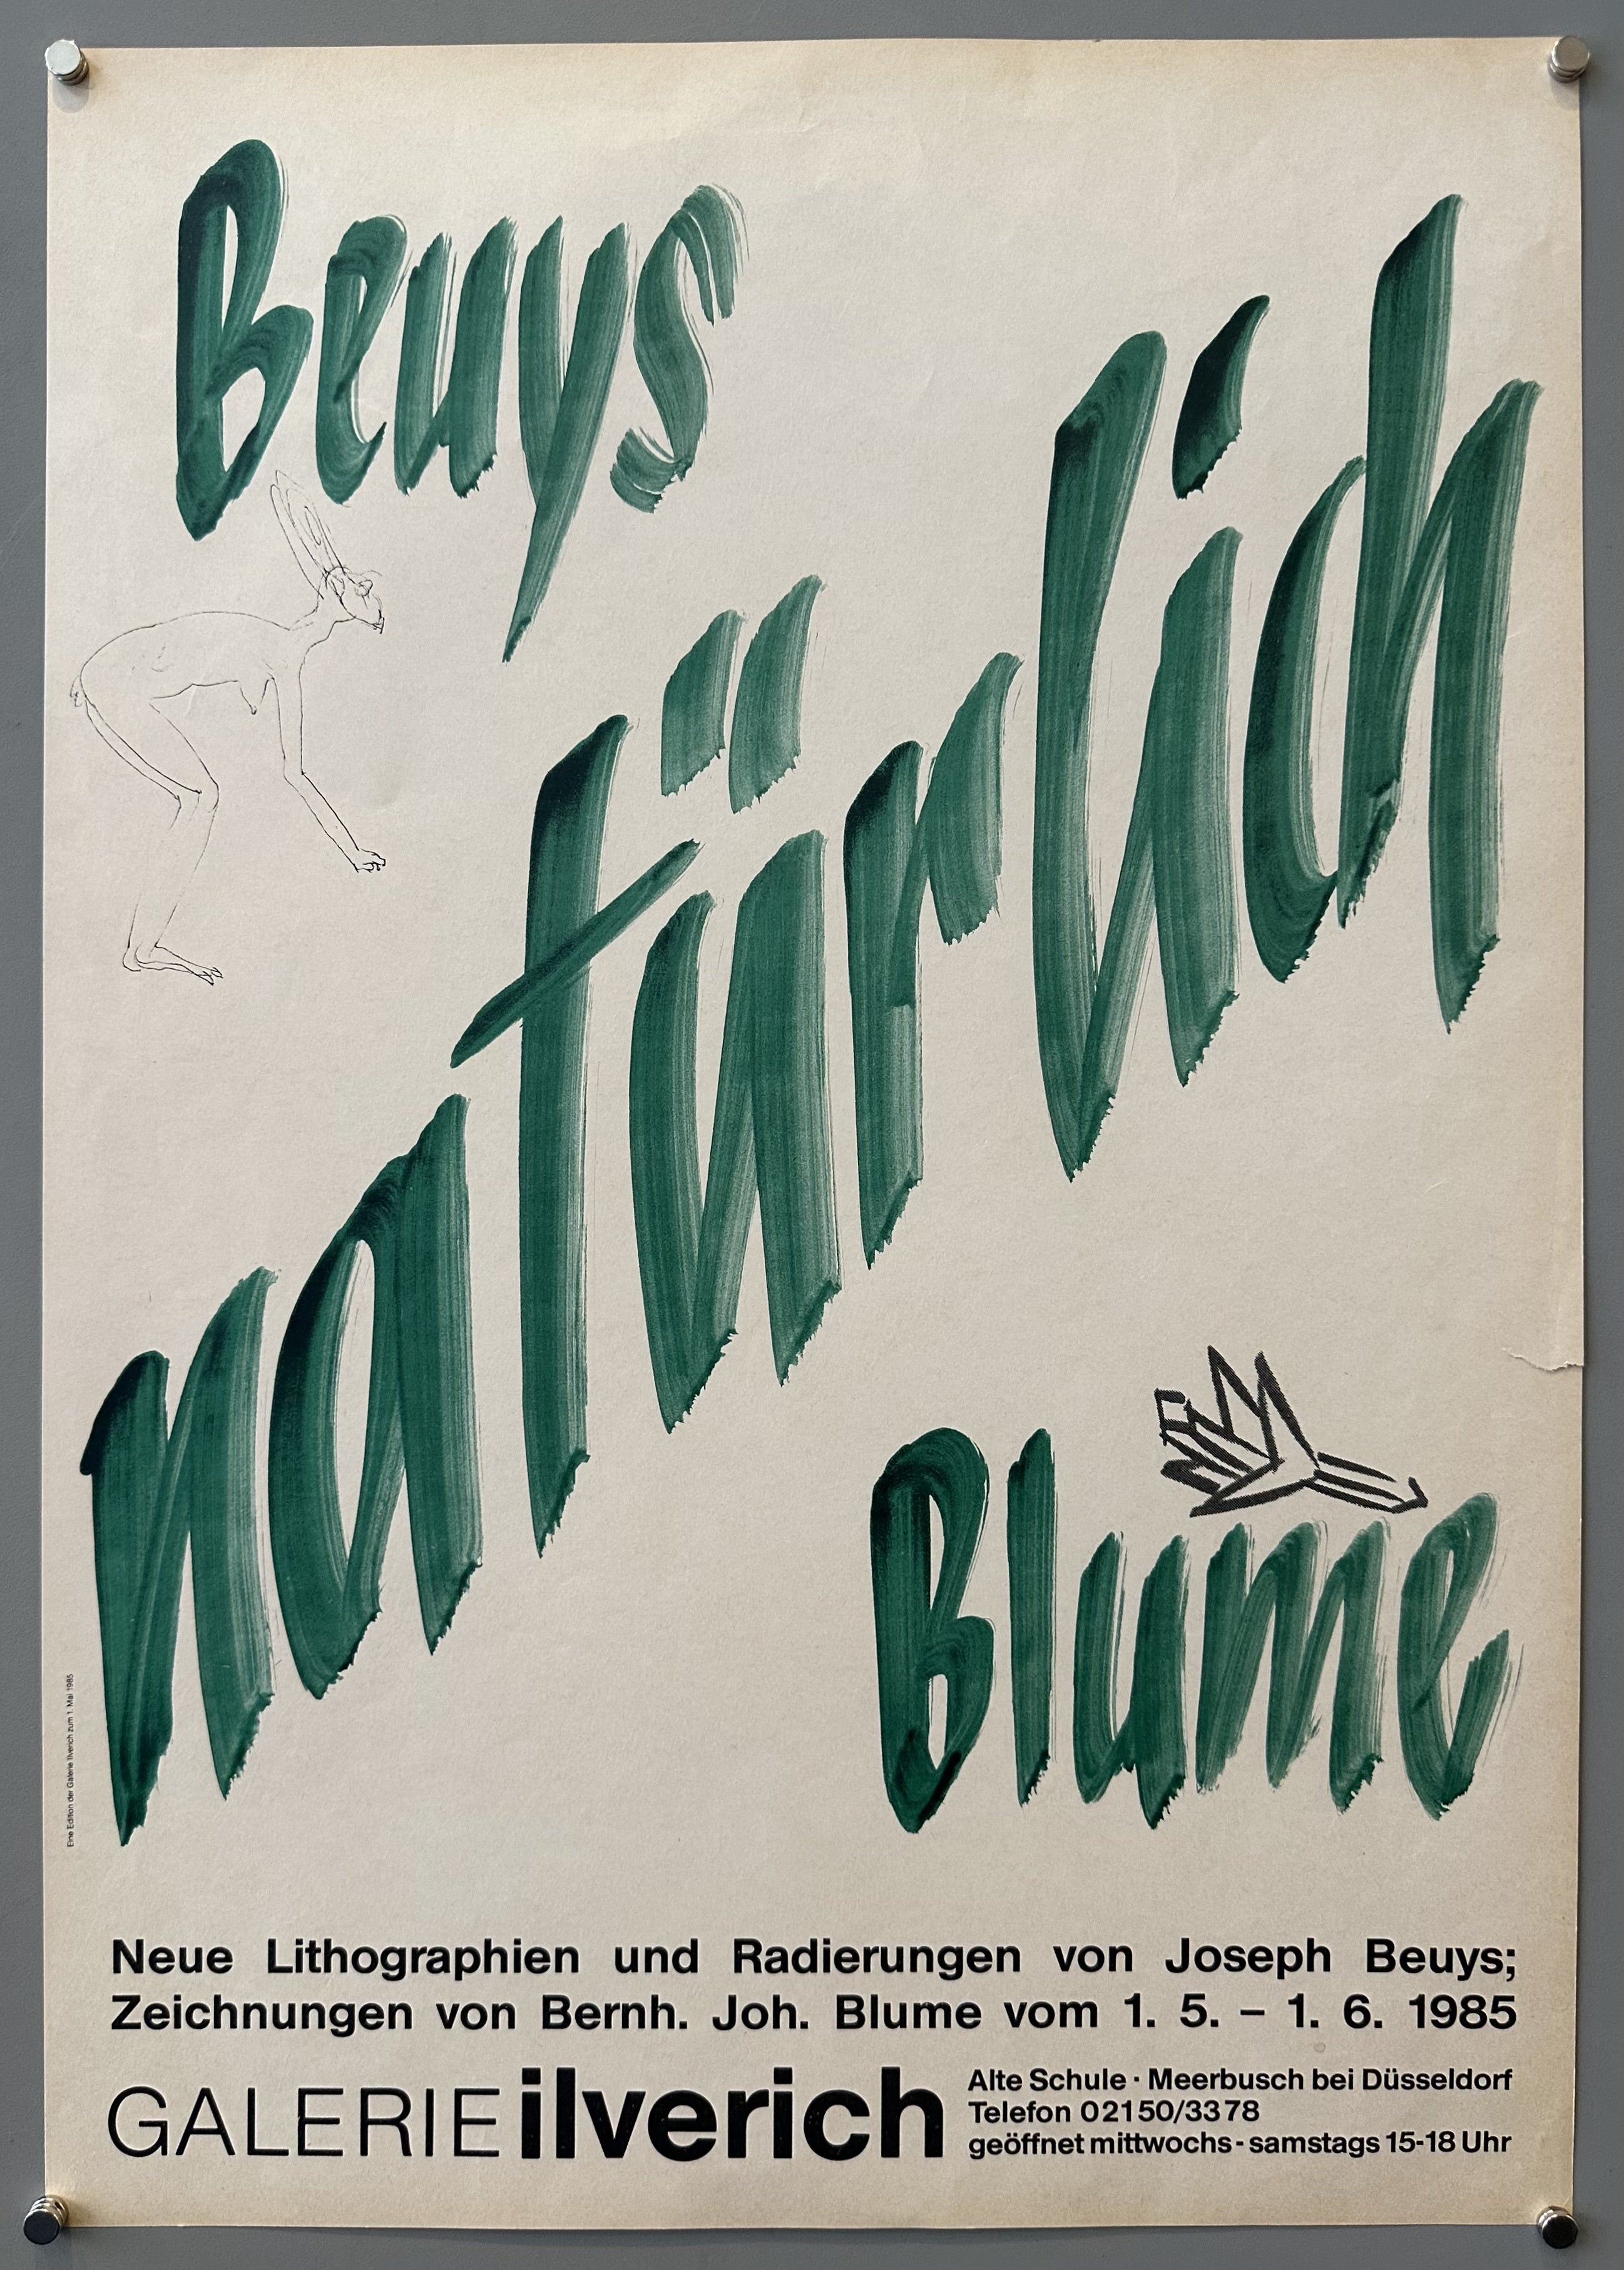 Beuys
natürlich
Blume
Eine Edition der Galerie Ilverich zum 1. Mai 1985
Neue Lithographien und Radierungen von Joseph Beuys;
Zeichnungen von Bernh. Joh. Blume vom 1. 5. – 1. 6. 1985
GALERIE ilverich
Alte Schule · Meerbusch bei Düsseldorf
Telefon 02150/3378
geöffnet mittwochs - samstags 15-18 Uhr